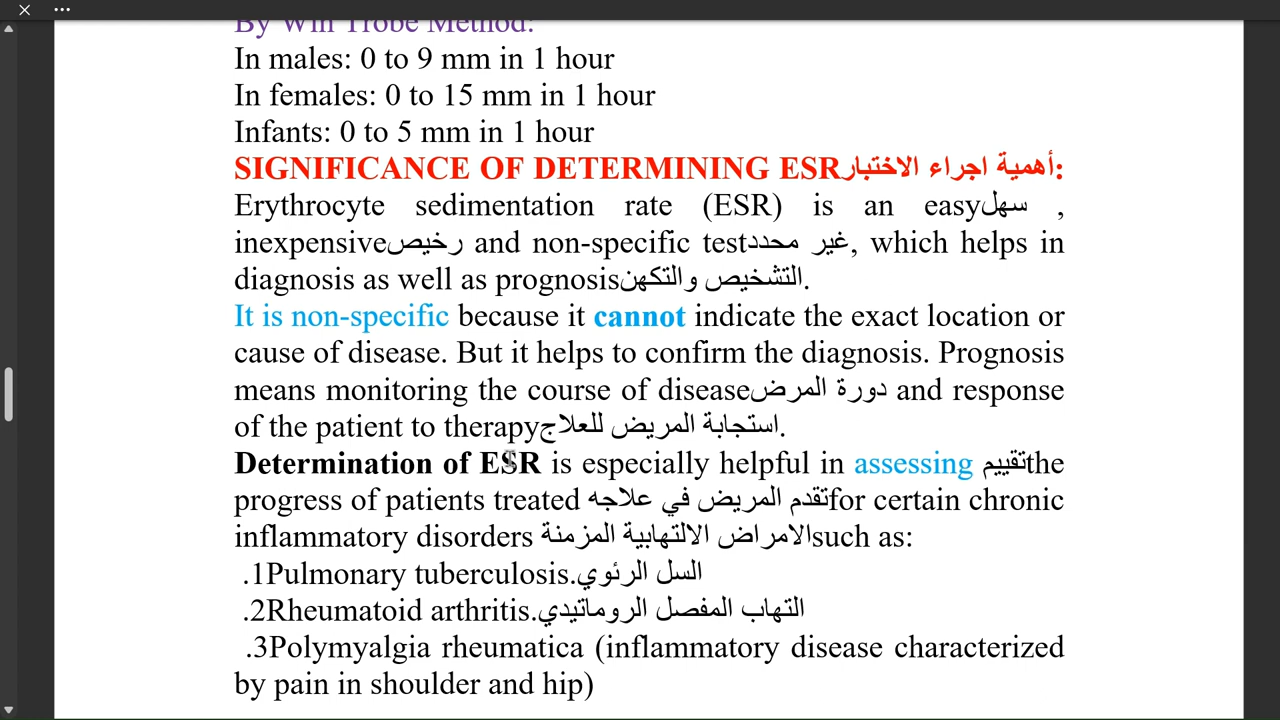 By Win Trobe Method:
In males: 0 to 9 mm in 1 hour
In females: 0 to 15 mm in 1 hour
Infants: 0 to 5 mm in 1 hour
SIGNIFICANCE OF DETERMINING ESRأهمية اجراء الاختبار:
Erythrocyte sedimentation rate (ESR) is an easyسهل ,
inexpensiveرخيص and non-specific testغير محدد, which helps in
diagnosis as well as prognosisالتشخيص والتكهن.
It is non-specific because it cannot indicate the exact location or
cause of disease. But it helps to confirm the diagnosis. Prognosis
means monitoring the course of diseaseدورة المرض and response
of the patient to therapyاستجابة المريض للعلاج.
Determination of ESR is especially helpful in assessing تقييمthe
progress of patients treated تقدم المريض في علاجهfor certain chronic
inflammatory disorders الامراض الالتهابية المزمنةsuch as:
.1Pulmonary tuberculosis.السل الرئوي
.2Rheumatoid arthritis.التهاب المفصل الروماتيدي
.3Polymyalgia rheumatica (inflammatory disease characterized
by pain in shoulder and hip)